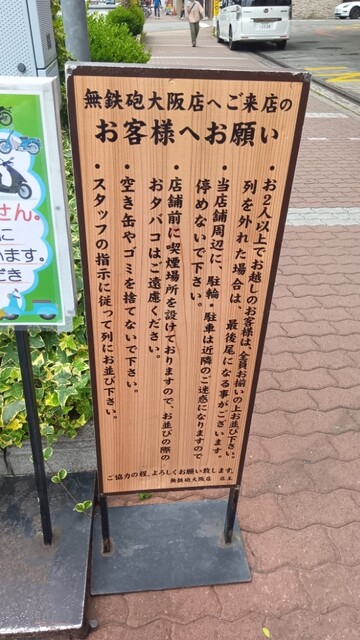 無鉄砲大阪店へご来店の
お客様へお願い
・お2人以上でお越しのお客様は、全員お揃いの上お並び下さい。
列を外れた場合は、最後尾になる事がございます。
・当店舗周辺に、駐輪・駐車は近隣のご迷惑になりますので
停めないで下さい。
・店舗前に喫煙場所を設けておりますので、お並びの際の
おタバコはご遠慮ください。
・空き缶やゴミを捨てないで下さい。
・スタッフの指示に従って列にお並び下さい。
ご協力の程、よろしくお願い致します。
無鉄砲大阪店 店主
せん。
に
います。
だき